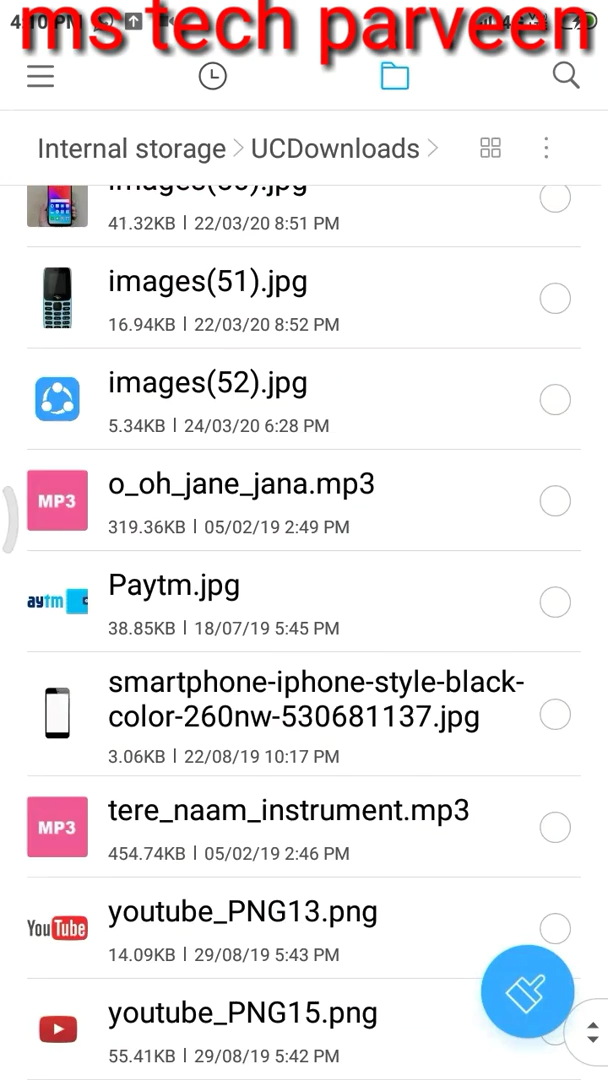 ms tech parveen
Internal storage > UCDownloads >
41.32KB | 22/03/20 8:51 PM
images(51).jpg
16.94KB | 22/03/20 8:52 PM
images(52).jpg
5.34KB | 24/03/20 6:28 PM
MP3
o_oh_jane_jana.mp3
319.36KB | 05/02/19 2:49 PM
aytm
Paytm.jpg
38.85KB | 18/07/19 5:45 PM
smartphone-iphone-style-black-
color-260nw-530681137.jpg
3.06KB | 22/08/19 10:17 PM
MP3
tere_naam_instrument.mp3
454.74KB | 05/02/19 2:46 PM
YouTube
youtube_PNG13.png
14.09KB | 29/08/19 5:43 PM
youtube_PNG15.png
55.41KB | 29/08/19 5:42 PM